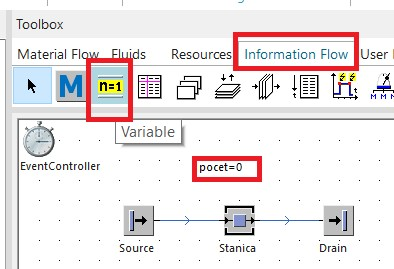 Toolbox
Material Flow Fluids Resources Information Flow User
M n=1
Variable
EventController
pocet=0
Source Stanica Drain